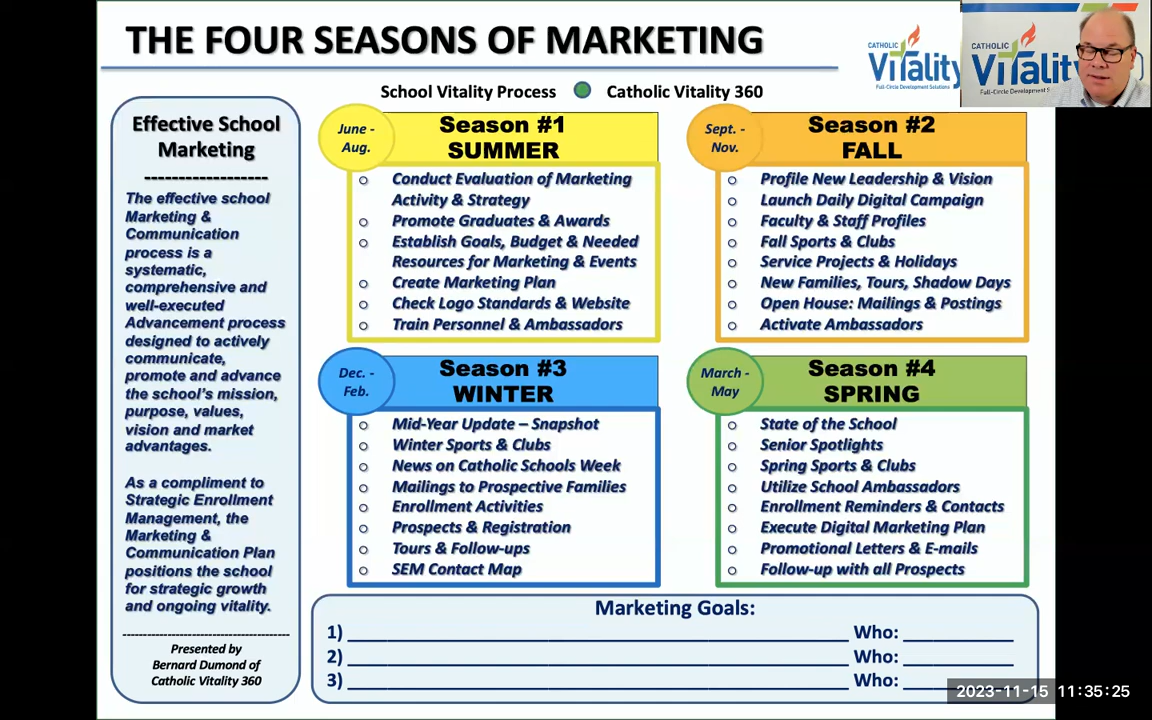 THE FOUR SEASONS OF MARKETING
CATHOLIC
Vitality
Full-Circle Development Solutions
CATHOLIC
Vitality
Full-Circle Development S
School Vitality Process
Catholic Vitality 360
Effective School
Marketing
-------------------
The effective school
Marketing &
Communication
process is a
systematic,
comprehensive and
well-executed
Advancement process
designed to actively
communicate,
promote and advance
the school's mission,
purpose, values,
vision and market
advantages.
As a compliment to
Strategic Enrollment
Management, the
Marketing &
Communication Plan
positions the school
for strategic growth
and ongoing vitality.
Presented by
Bernard Dumond of
Catholic Vitality 360
June -
Aug.
Season #1
SUMMER
o Conduct Evaluation of Marketing
Activity & Strategy
o Promote Graduates & Awards
o Establish Goals, Budget & Needed
Resources for Marketing & Events
o Create Marketing Plan
o Check Logo Standards & Website
o Train Personnel & Ambassadors
Sept. -
Nov.
Season #2
FALL
o Profile New Leadership & Vision
o Launch Daily Digital Campaign
o Faculty & Staff Profiles
o Fall Sports & Clubs
o Service Projects & Holidays
o New Families, Tours, Shadow Days
o Open House: Mailings & Postings
o Activate Ambassadors
Dec. -
Feb.
Season #3
WINTER
o Mid-Year Update – Snapshot
o Winter Sports & Clubs
o News on Catholic Schools Week
o Mailings to Prospective Families
o Enrollment Activities
o Prospects & Registration
o Tours & Follow-ups
o SEM Contact Map
March -
May
Season #4
SPRING
o State of the School
o Senior Spotlights
o Spring Sports & Clubs
o Utilize School Ambassadors
o Enrollment Reminders & Contacts
o Execute Digital Marketing Plan
o Promotional Letters & E-mails
o Follow-up with all Prospects
Marketing Goals:
1) ______________________ Who: ________
2) ______________________ Who: ________
3) ______________________ Who: ________
2023-11-15 11:35:25